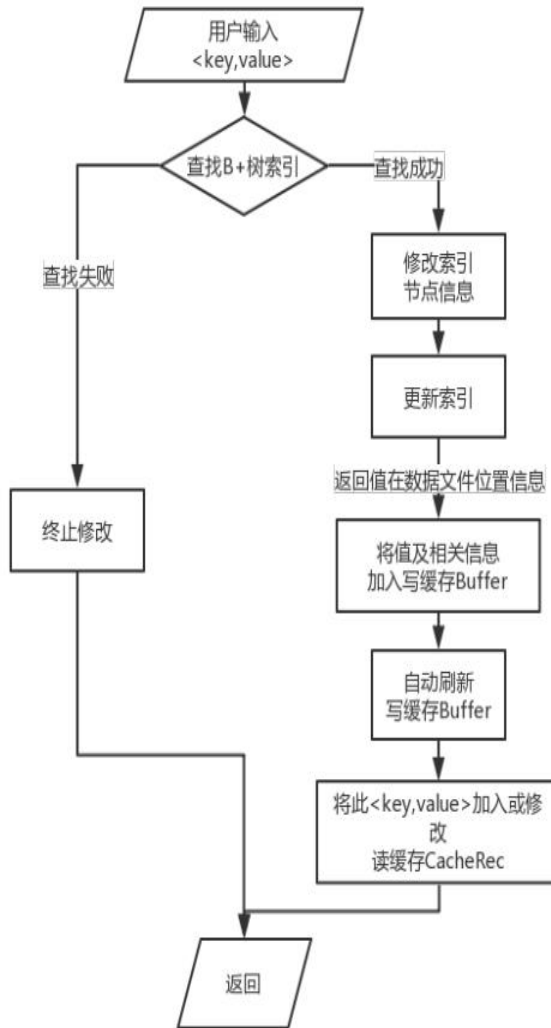 用户输入
<key,value>
查找B+树索引
查找成功
查找失败
修改索引
节点信息
更新索引
返回值在数据文件位置信息
终止修改
将值及相关信息
加入写缓存Buffer
自动刷新
写缓存Buffer
将此<key,value>加入或修
改
读缓存CacheRec
返回